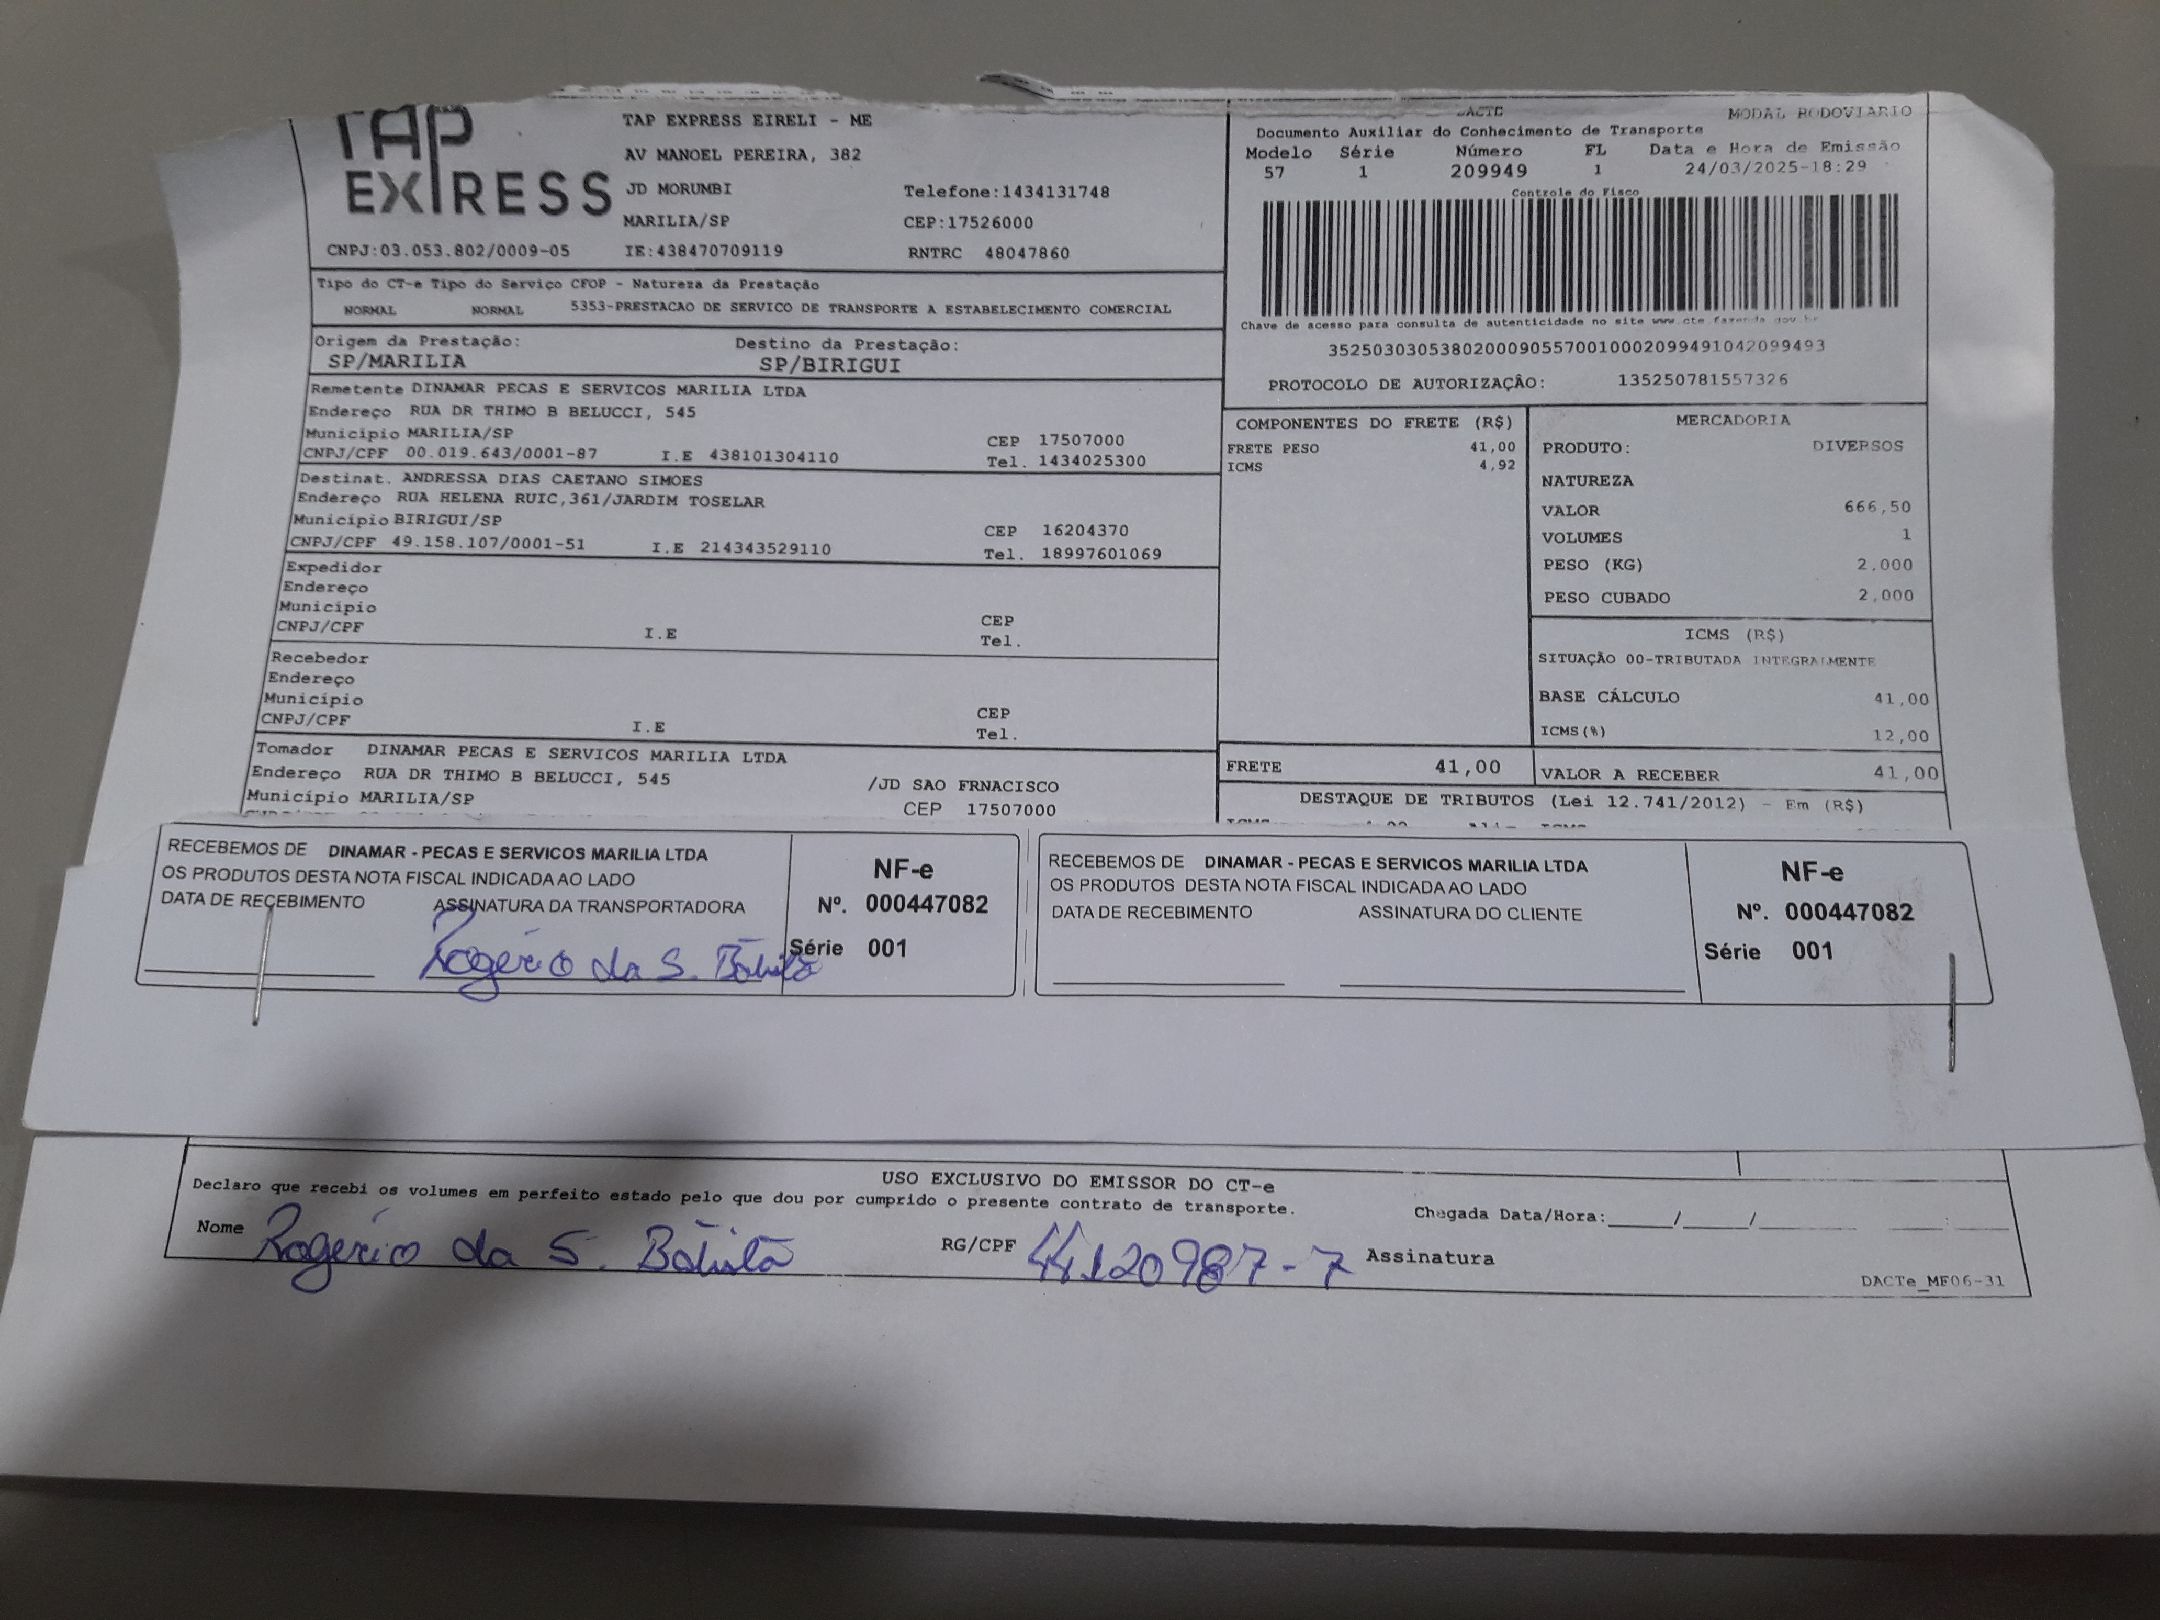 TAP EXPRESS
TAP EXPRESS EIRELI - ME
AV MANOEL PEREIRA, 382
JD MORUMBI Telefone:1434131748
MARILIA/SP CEP:17526000
CNPJ:03.053.802/0009-05 IE:438470709119 RNTRC 48047860
DACTE MODAL RODOVIARIO
Documento Auxiliar do Conhecimento de Transporte
Modelo Série Número FL Data e Hora de Emissão
57 1 209949 1 24/03/2025-18:29
Controle do Fisco
Chave de acesso para consulta de autenticidade no site www.cte.fazenda.gov.br
35250303053802000905570010002099491042099493
PROTOCOLO DE AUTORIZAÇÃO: 135250781557326
Tipo do CT-e Tipo do Serviço CFOP - Natureza da Prestação
NORMAL NORMAL 5353-PRESTACAO DE SERVICO DE TRANSPORTE A ESTABELECIMENTO COMERCIAL
Origem da Prestação: Destino da Prestação:
SP/MARILIA SP/BIRIGUI
Remetente DINAMAR PECAS E SERVICOS MARILIA LTDA
Endereço RUA DR THIMO B BELUCCI, 545
Município MARILIA/SP CEP 17507000
CNPJ/CPF 00.019.643/0001-87 I.E 438101304110 Tel. 1434025300
Destinat. ANDRESSA DIAS CAETANO SIMOES
Endereço RUA HELENA RUIC,361/JARDIM TOSELAR
Município BIRIGUI/SP CEP 16204370
CNPJ/CPF 49.158.107/0001-51 I.E 214343529110 Tel. 18997601069
Expedidor
Endereço
Município CEP
CNPJ/CPF I.E Tel.
Recebedor
Endereço
Município CEP
CNPJ/CPF I.E Tel.
Tomador DINAMAR PECAS E SERVICOS MARILIA LTDA
Endereço RUA DR THIMO B BELUCCI, 545 /JD SAO FRNACISCO
Município MARILIA/SP CEP 17507000
COMPONENTES DO FRETE (R$)
FRETE PESO 41,00
ICMS 4,92
FRETE 41,00
MERCADORIA
PRODUTO: DIVERSOS
NATUREZA
VALOR 666,50
VOLUMES 1
PESO (KG) 2,000
PESO CUBADO 2,000
ICMS (R$)
SITUAÇÃO 00-TRIBUTADA INTEGRALMENTE
BASE CÁLCULO 41,00
ICMS(%) 12,00
VALOR A RECEBER 41,00
DESTAQUE DE TRIBUTOS (Lei 12.741/2012) - Em (R$)
RECEBEMOS DE DINAMAR - PECAS E SERVICOS MARILIA LTDA
OS PRODUTOS DESTA NOTA FISCAL INDICADA AO LADO
DATA DE RECEBIMENTO ASSINATURA DA TRANSPORTADORA
Rogério da S. Batista
NF-e
Nº. 000447082
Série 001
RECEBEMOS DE DINAMAR - PECAS E SERVICOS MARILIA LTDA
OS PRODUTOS DESTA NOTA FISCAL INDICADA AO LADO
DATA DE RECEBIMENTO ASSINATURA DO CLIENTE
NF-e
Nº. 000447082
Série 001
USO EXCLUSIVO DO EMISSOR DO CT-e
Declaro que recebi os volumes em perfeito estado pelo que dou por cumprido o presente contrato de transporte.
Chegada Data/Hora:____/____/
Nome Rogério da S. Batista RG/CPF 44120987-7 Assinatura
DACTe_MF06-31